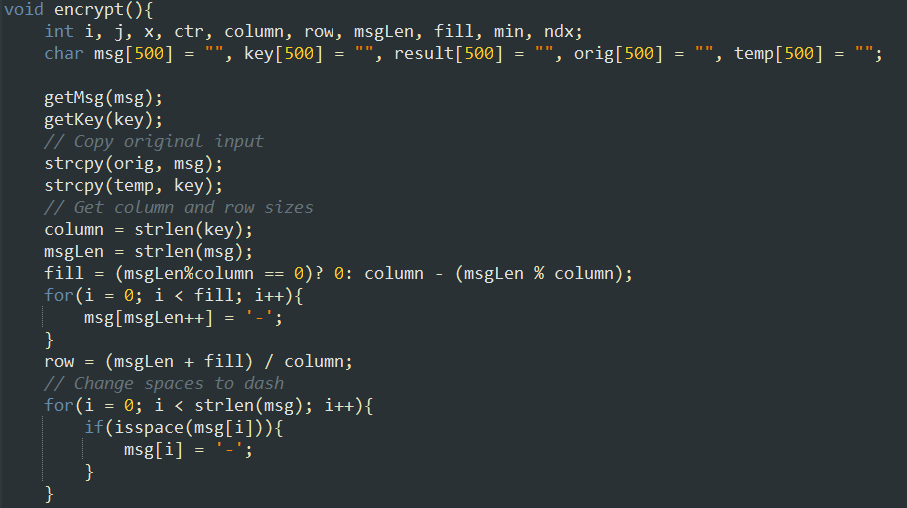 void encrypt(){
    int i, j, x, ctr, column, row, msgLen, fill, min, ndx;
    char msg[500] = "", key[500] = "", result[500] = "", orig[500] = "", temp[500] = "";

    getMsg(msg);
    getKey(key);
    // Copy original input
    strcpy(orig, msg);
    strcpy(temp, key);
    // Get column and row sizes
    column = strlen(key);
    msgLen = strlen(msg);
    fill = (msgLen%column == 0)? 0: column - (msgLen % column);
    for(i = 0; i < fill; i++){
        msg[msgLen++] = '-';
    }
    row = (msgLen + fill) / column;
    // Change spaces to dash
    for(i = 0; i < strlen(msg); i++){
        if(isspace(msg[i])){
            msg[i] = '-';
        }
    }